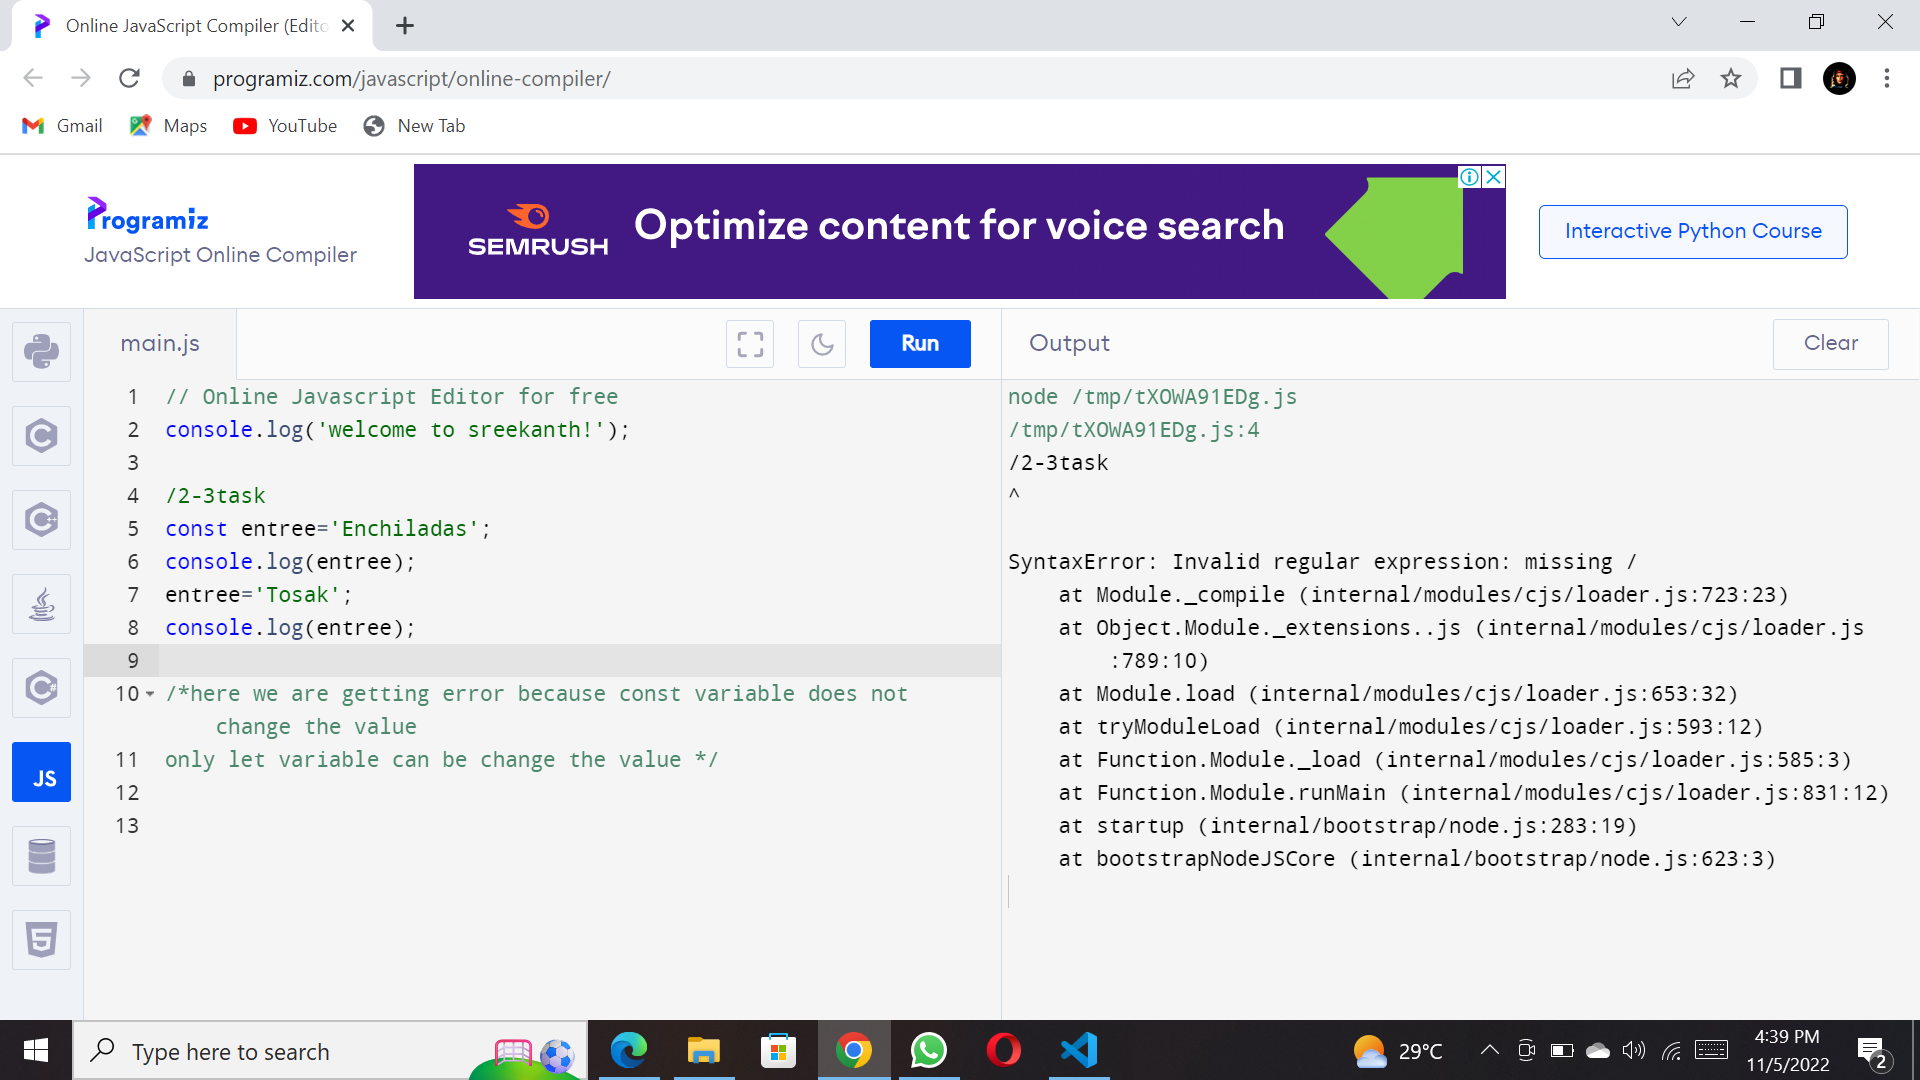 Online JavaScript Compiler (Edito
programiz.com/javascript/online-compiler/
Gmail Maps YouTube New Tab
Programiz
JavaScript Online Compiler
SEMRUSH
Optimize content for voice search
Interactive Python Course
main.js
Run
Output
Clear
1 // Online Javascript Editor for free
2 console.log('welcome to sreekanth!');
3
4 /2-3task
5 const entree='Enchiladas';
6 console.log(entree);
7 entree='Tosak';
8 console.log(entree);
9
10 /*here we are getting error because const variable does not
change the value
11 only let variable can be change the value */
12
13
node /tmp/tXOWA91EDg.js
/tmp/tXOWA91EDg.js:4
/2-3task
^
SyntaxError: Invalid regular expression: missing /
at Module._compile (internal/modules/cjs/loader.js:723:23)
at Object.Module._extensions..js (internal/modules/cjs/loader.js
:789:10)
at Module.load (internal/modules/cjs/loader.js:653:32)
at tryModuleLoad (internal/modules/cjs/loader.js:593:12)
at Function.Module._load (internal/modules/cjs/loader.js:585:3)
at Function.Module.runMain (internal/modules/cjs/loader.js:831:12)
at startup (internal/bootstrap/node.js:283:19)
at bootstrapNodeJSCore (internal/bootstrap/node.js:623:3)
C
C++
C#
JS
5
Type here to search
29°C
4:39 PM
11/5/2022
2